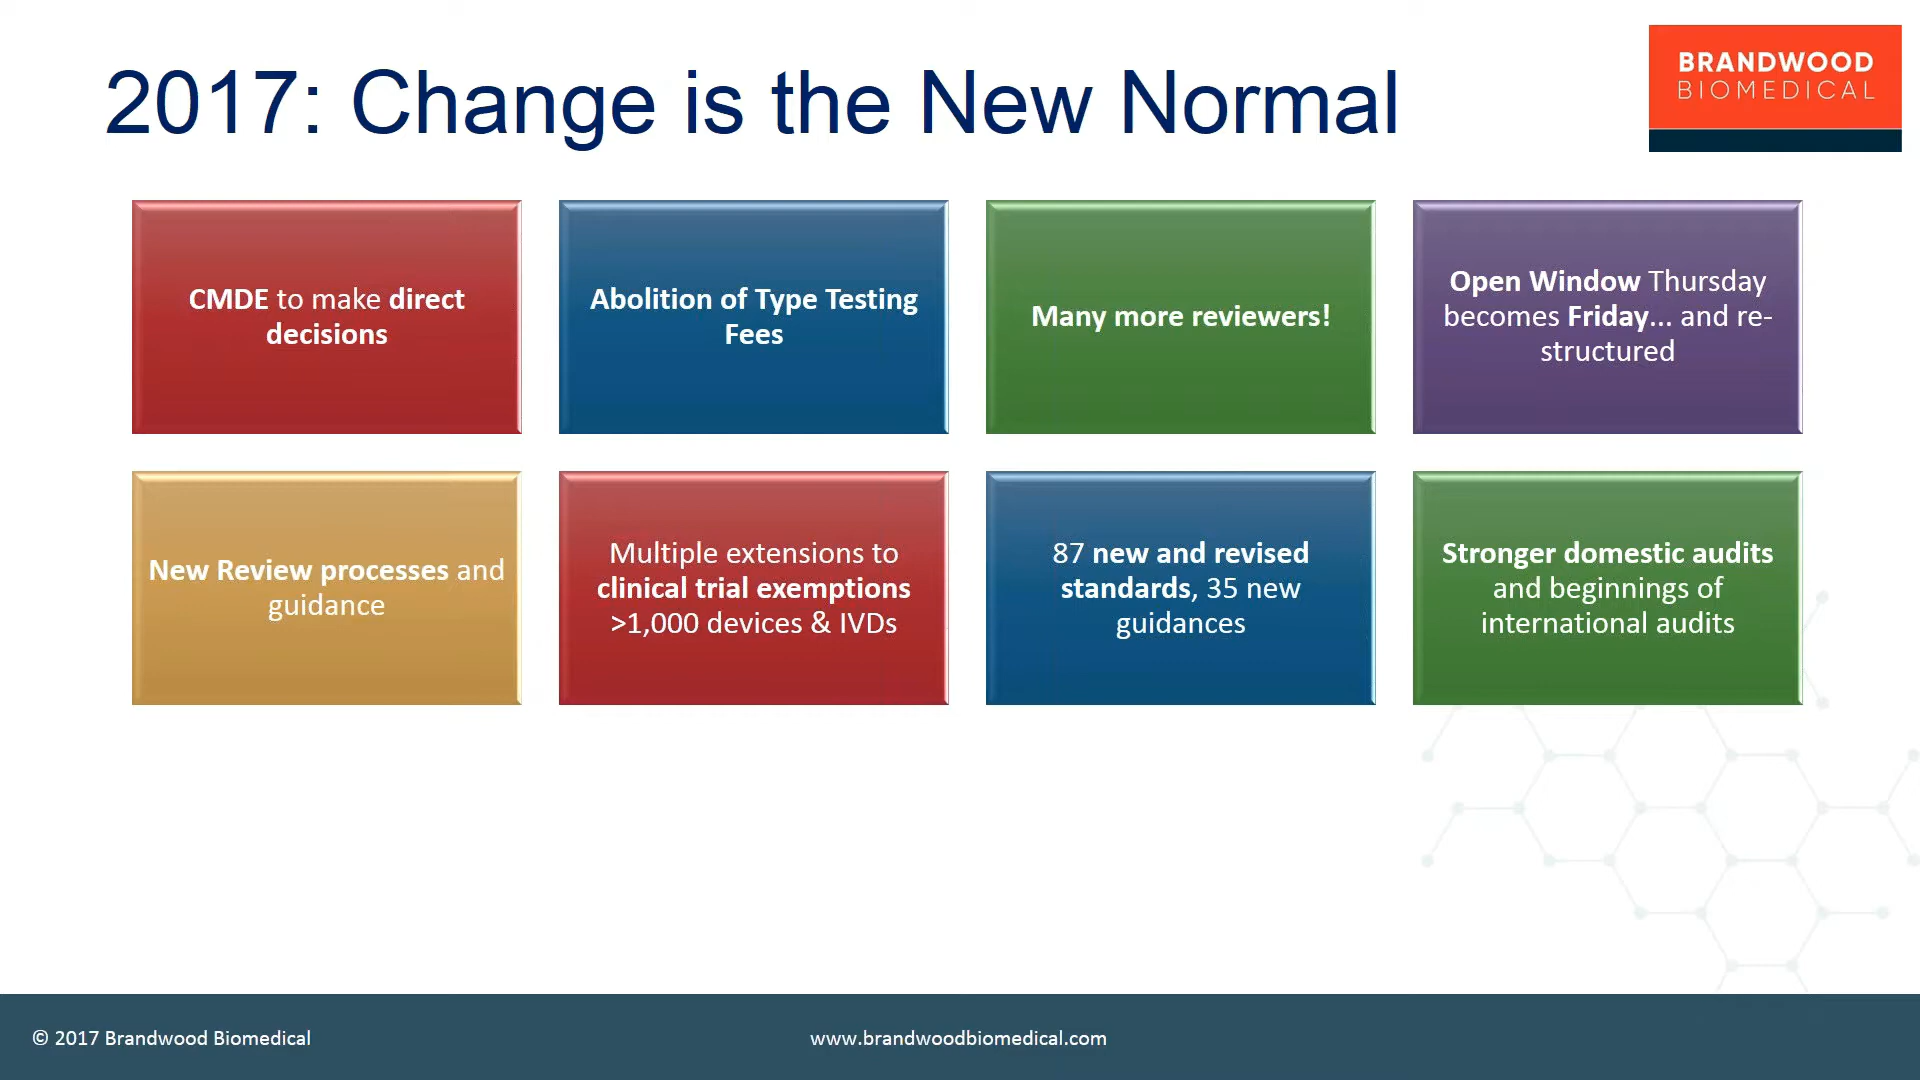 2017: Change is the New Normal
BRANDWOOD
BIOMEDICAL
CMDE to make direct
decisions
Abolition of Type Testing
Fees
Many more reviewers!
Open Window Thursday
becomes Friday... and re-
structured
New Review processes and
guidance
Multiple extensions to
clinical trial exemptions
>1,000 devices & IVDs
87 new and revised
standards, 35 new
guidances
Stronger domestic audits
and beginnings of
international audits
© 2017 Brandwood Biomedical
www.brandwoodbiomedical.com